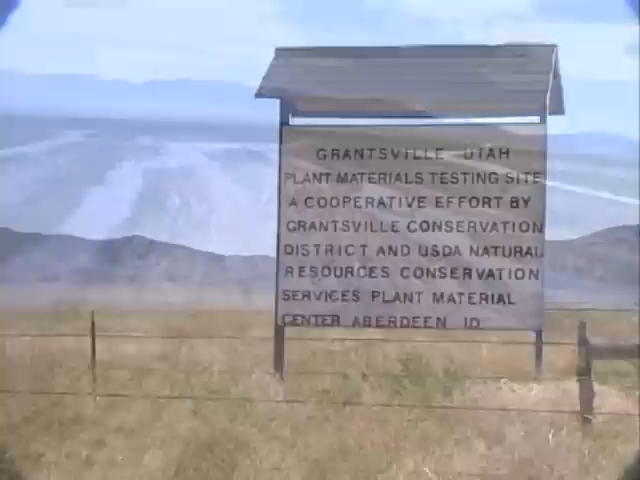 GRANTSVILLE UTAH
PLANT MATERIALS TESTING SITE
A COOPERATIVE EFFORT BY
GRANTSVILLE CONSERVATION
DISTRICT AND USDA NATURAL
RESOURCES CONSERVATION
SERVICES PLANT MATERIAL
CENTER ABERDEEN ID